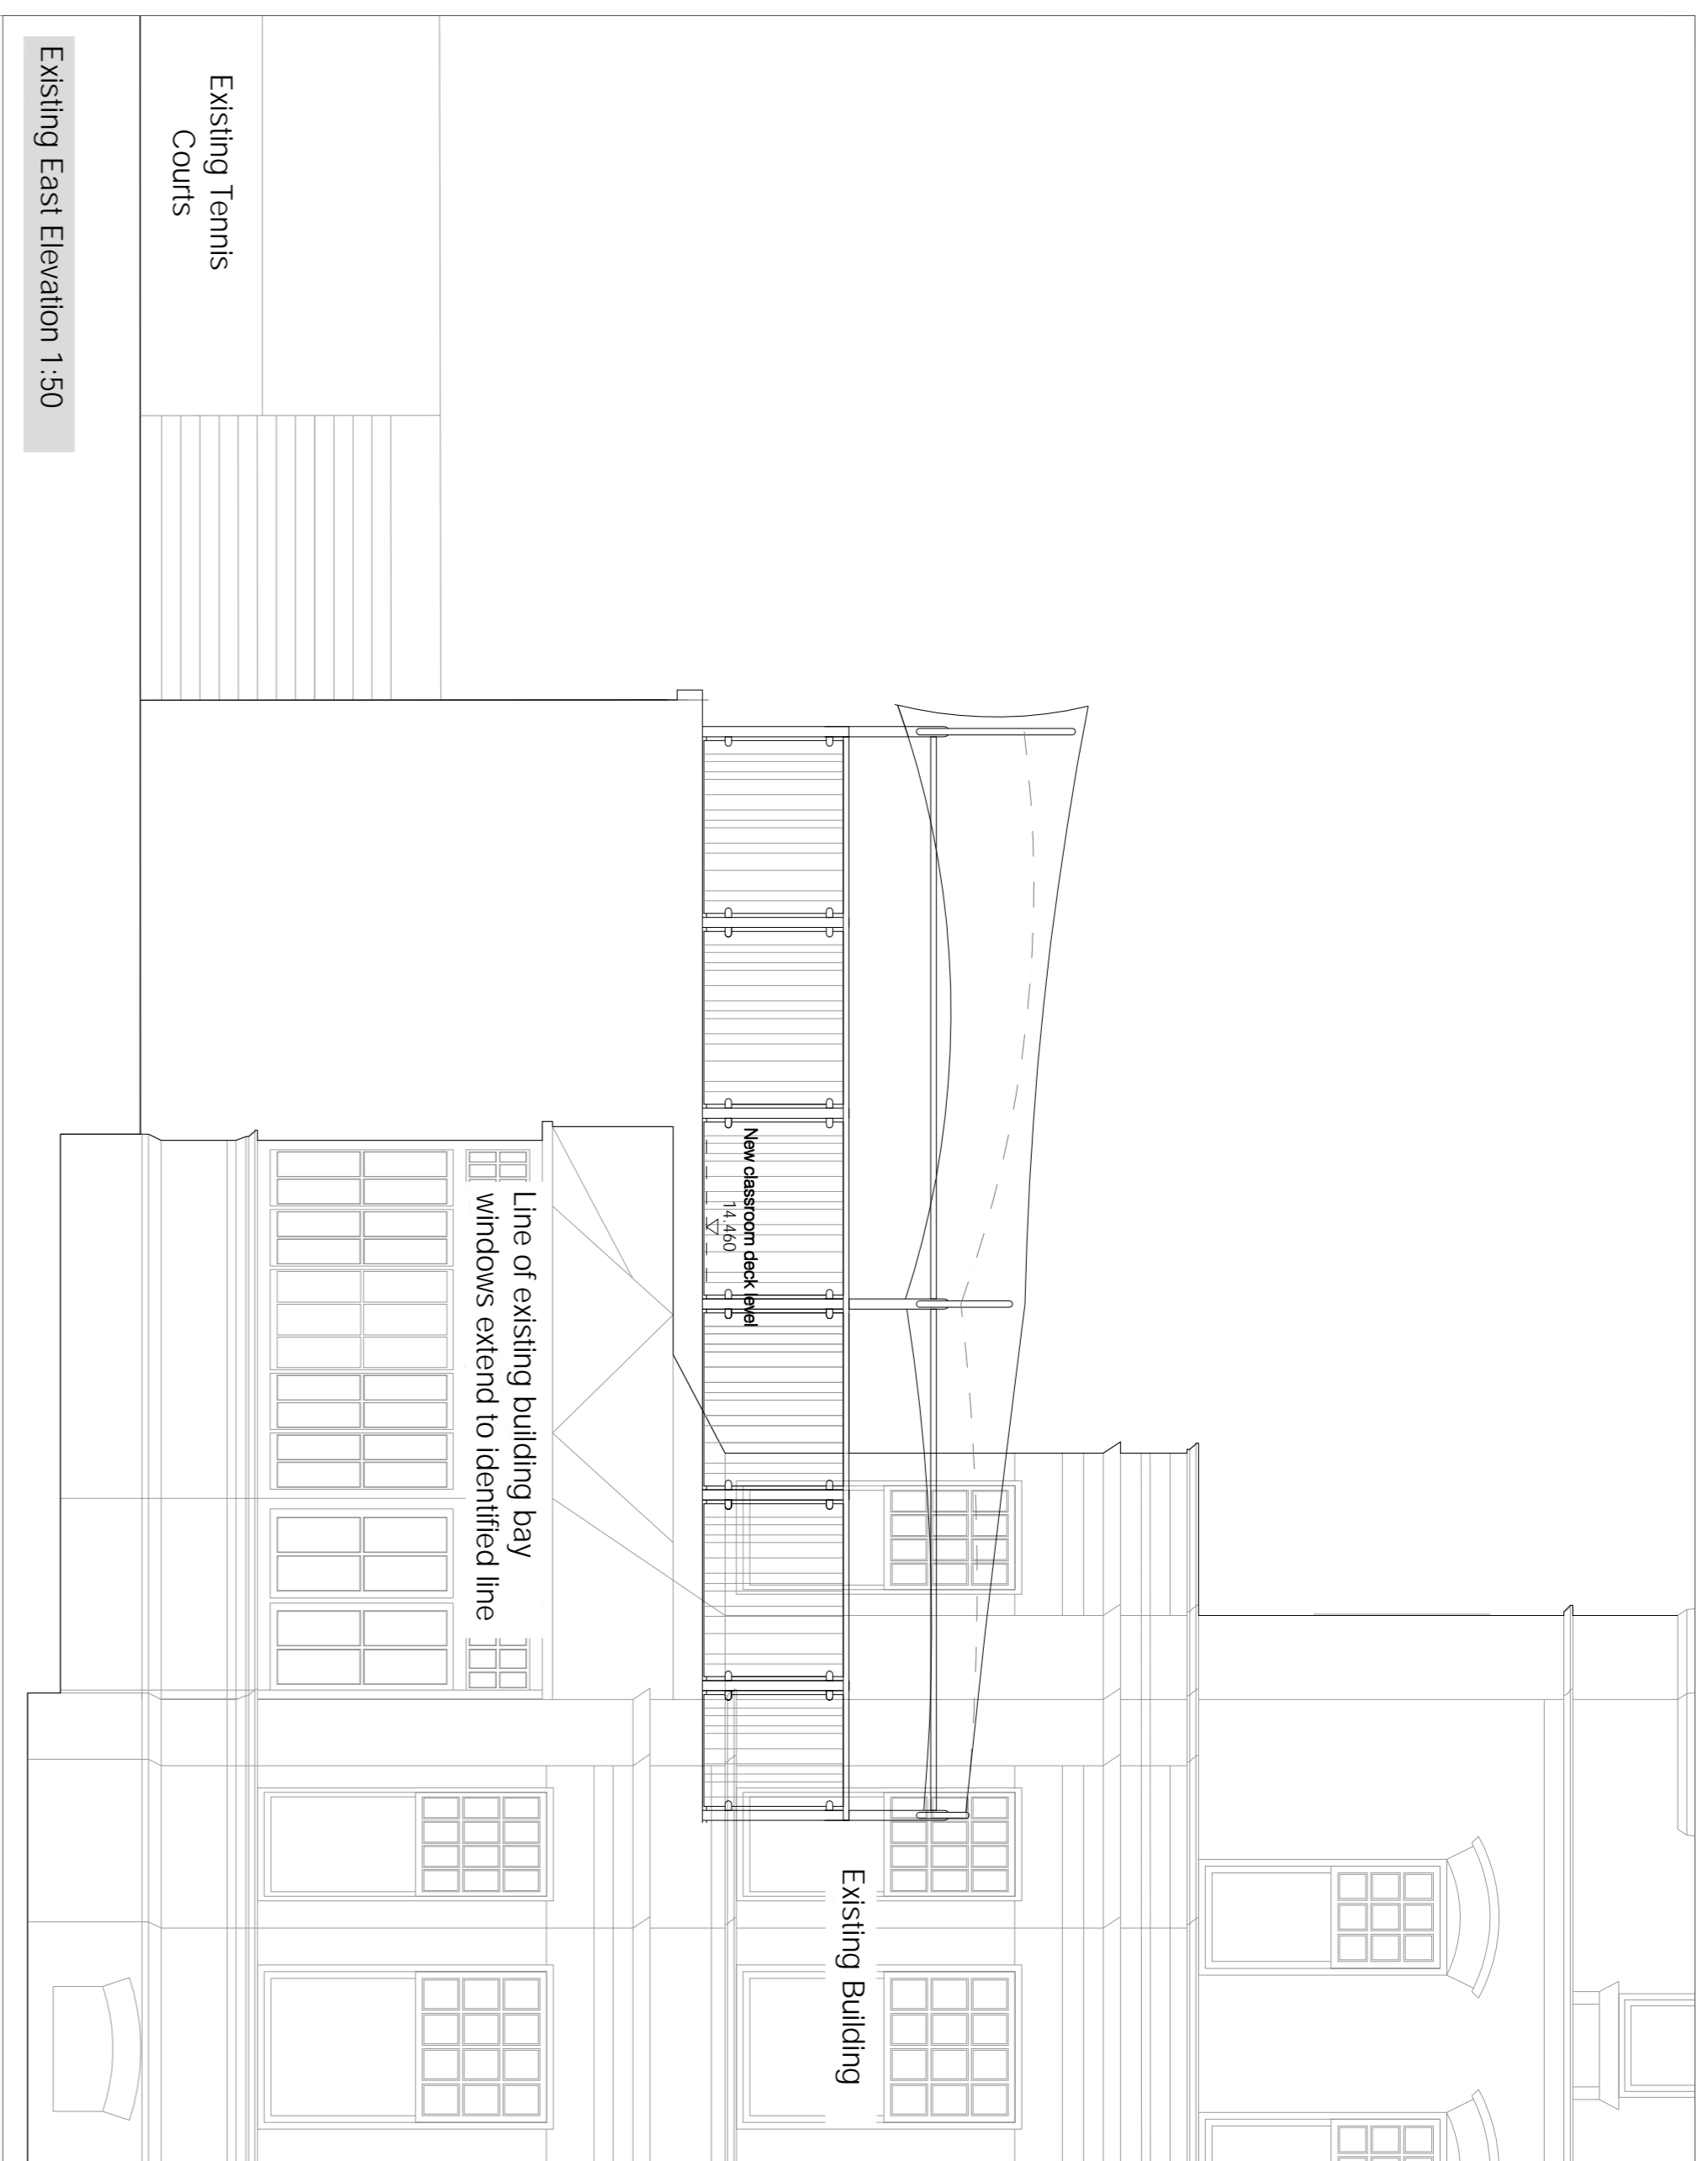 Existing Tennis
Courts
New classroom deck level
14.460
Line of existing building bay
windows extend to identified line
Existing Building
Existing East Elevation 1:50